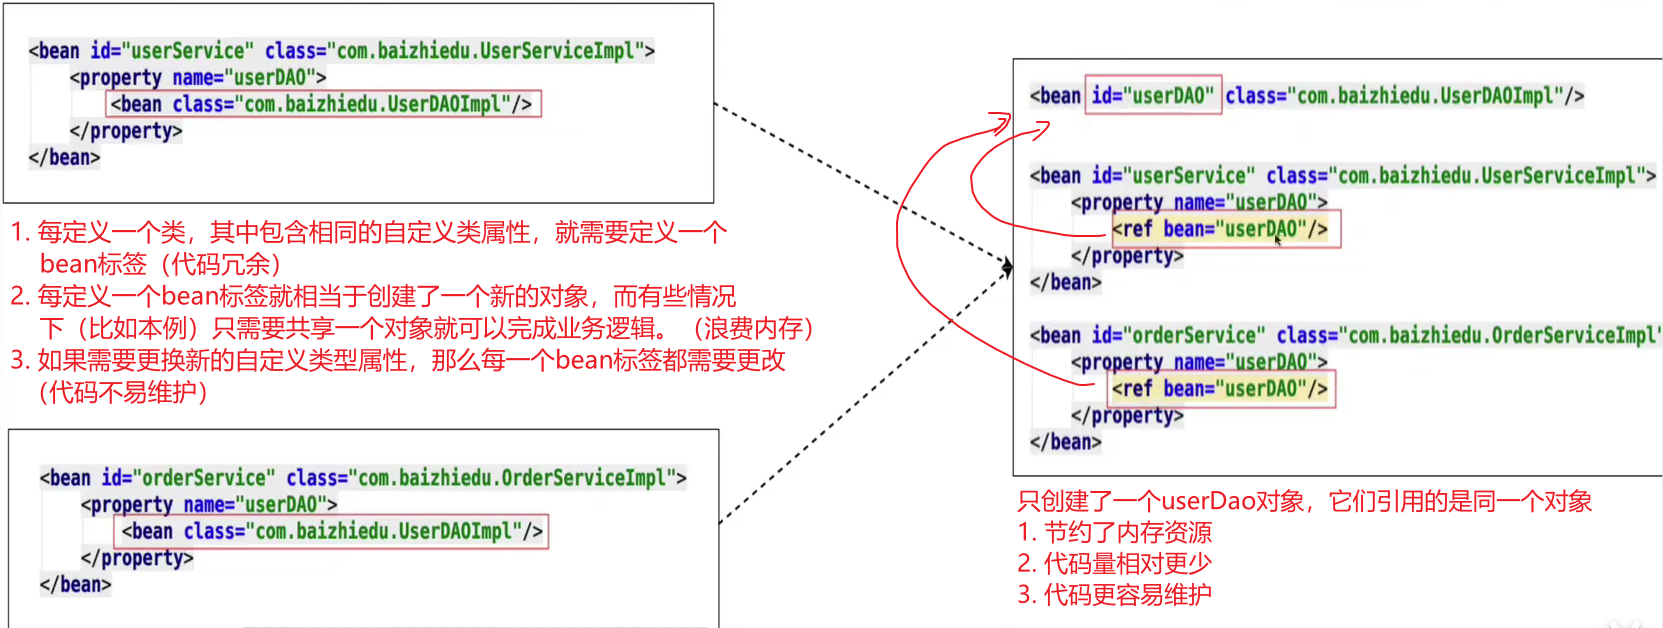 <bean id="userService" class="com.baizhiedu.UserServiceImpl">
<property name="userDAO">
<bean class="com.baizhiedu.UserDAOImpl"/>
</property>
</bean>
1. 每定义一个类，其中包含相同的自定义类属性，就需要定义一个
bean标签（代码冗余）
2. 每定义一个bean标签就相当于创建了一个新的对象，而有些情况
下（比如本例）只需要共享一个对象就可以完成业务逻辑。（浪费内存）
3. 如果需要更换新的自定义类型属性，那么每一个bean标签都需要更改
（代码不易维护）
<bean id="orderService" class="com.baizhiedu.OrderServiceImpl">
<property name="userDAO">
<bean class="com.baizhiedu.UserDAOImpl"/>
</property>
</bean>
<bean id="userDAO" class="com.baizhiedu.UserDAOImpl"/>
<bean id="userService" class="com.baizhiedu.UserServiceImpl">
<property name="userDAO">
<ref bean="userDAO"/>
</property>
</bean>
<bean id="orderService" class="com.baizhiedu.OrderServiceImpl"
<property name="userDAO">
<ref bean="userDAO"/>
</property>
</bean>
只创建了一个userDao对象，它们引用的是同一个对象
1. 节约了内存资源
2. 代码量相对更少
3. 代码更容易维护